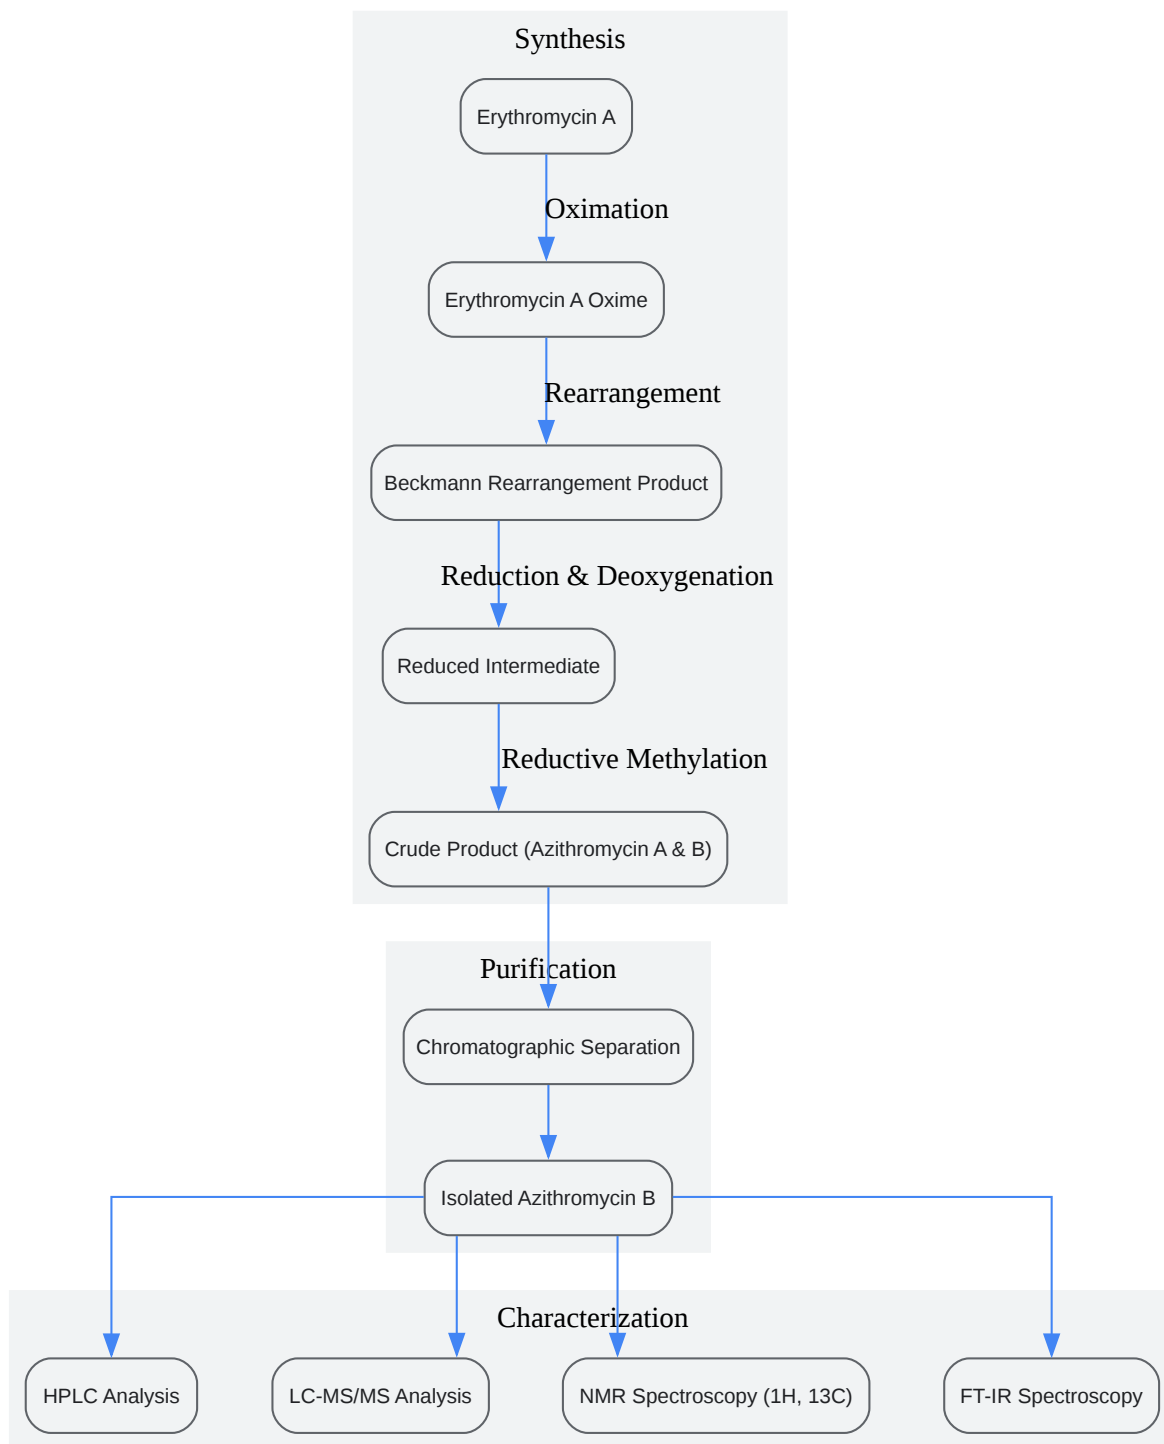 Synthesis
Erythromycin A
Oximation
Erythromycin A Oxime
Rearrangement
Beckmann Rearrangement Product
Reduction & Deoxygenation
Reduced Intermediate
Reductive Methylation
Crude Product (Azithromycin A & B)
Purification
Chromatographic Separation
Isolated Azithromycin B
Characterization
HPLC Analysis
LC-MS/MS Analysis
NMR Spectroscopy (1H, 13C)
FT-IR Spectroscopy